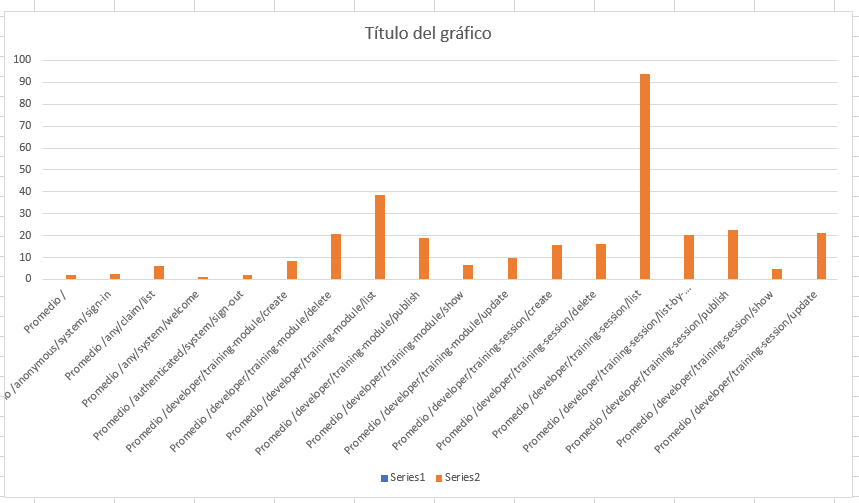 Título del gráfico
100
90
80
70
60
50
40
30
20
10
0
Promedio /
o /anonymous/system/sign-in
Promedio /any/claim/list
Promedio /any/system/welcome
Promedio /authenticated/system/sign-out
Promedio /developer/training-module/create
Promedio /developer/training-module/delete
Promedio /developer/training-module/list
Promedio /developer/training-module/publish
Promedio /developer/training-module/show
Promedio /developer/training-module/update
Promedio /developer/training-session/create
Promedio /developer/training-session/delete
Promedio /developer/training-session/list
Promedio /developer/training-session/list-by-...
Promedio /developer/training-session/publish
Promedio /developer/training-session/show
Promedio /developer/training-session/update
Series1 Series2